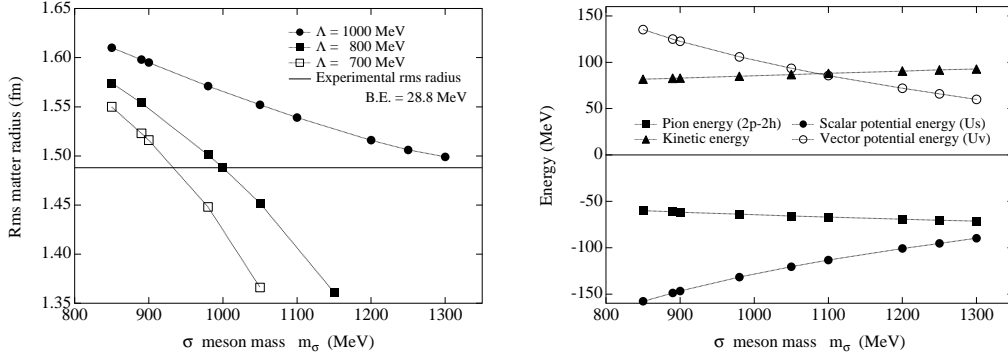 Rms matter radius (fm)
1.65
1.60
1.55
1.50
1.45
1.40
1.35
Λ = 1000 MeV
Λ = 800 MeV
Λ = 700 MeV
Experimental rms radius
B.E. = 28.8 MeV
800 900 1000 1100 1200 1300
σ meson mass mσ (MeV)
Energy (MeV)
150
100
50
0
-50
-100
-150
Pion energy (2p-2h)
Kinetic energy
Scalar potential energy (Us)
Vector potential energy (Uv)
800 900 1000 1100 1200 1300
σ meson mass mσ (MeV)